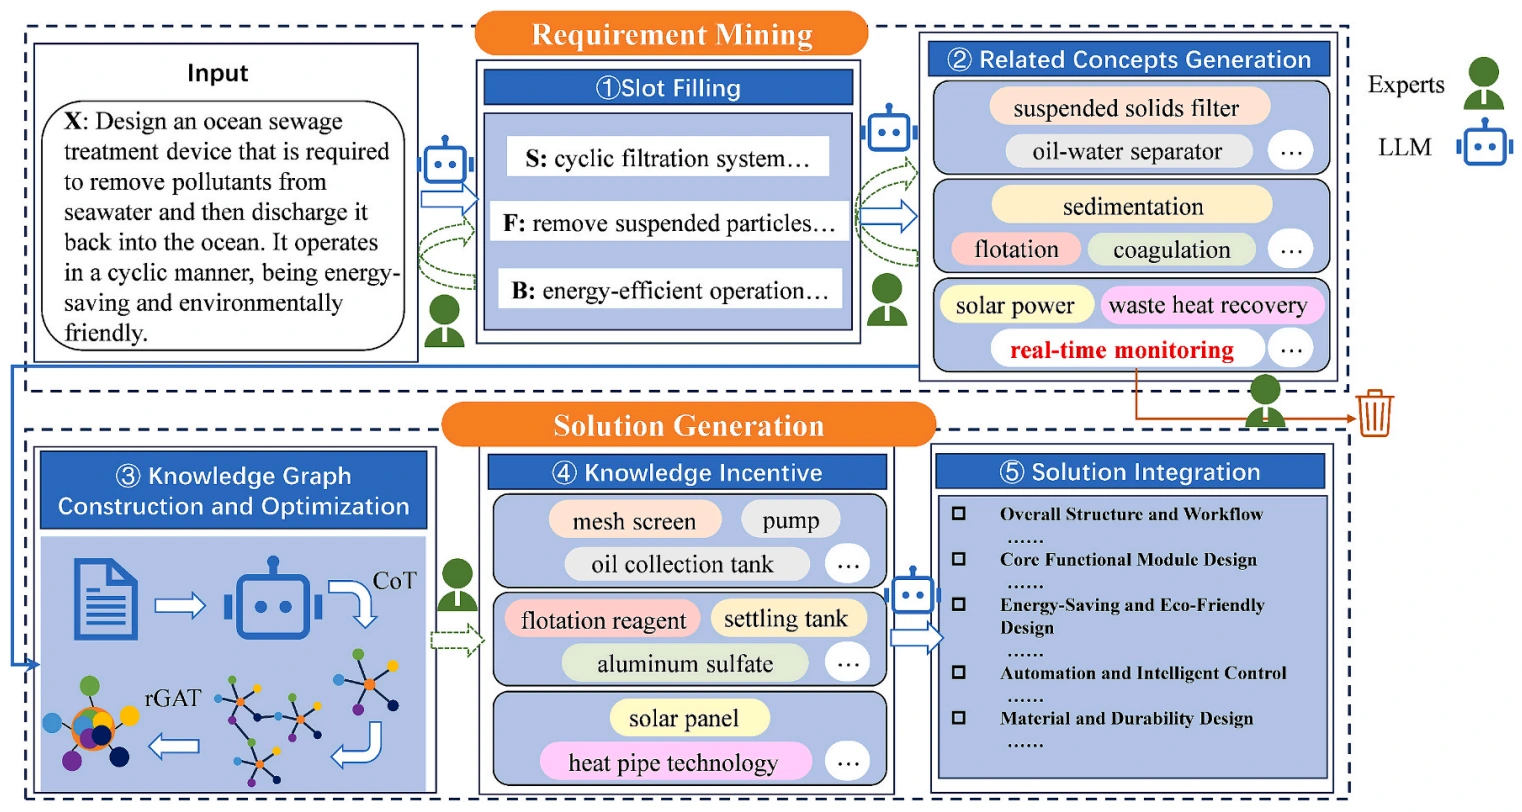 Requirement Mining
Input
X: Design an ocean sewage
treatment device that is required
to remove pollutants from
seawater and then discharge it
back into the ocean. It operates
in a cyclic manner, being energy-
saving and environmentally
friendly.
①Slot Filling
S: cyclic filtration system…
F: remove suspended particles…
B: energy-efficient operation…
② Related Concepts Generation
suspended solids filter
oil-water separator
...
sedimentation
flotation
coagulation
...
solar power
waste heat recovery
real-time monitoring
...
Experts
LLM
Solution Generation
③ Knowledge Graph
Construction and Optimization
CoT
rGAT
④ Knowledge Incentive
mesh screen
pump
oil collection tank
...
flotation reagent
settling tank
aluminum sulfate
...
solar panel
heat pipe technology
...
⑤ Solution Integration
Overall Structure and Workflow
......
Core Functional Module Design
......
Energy-Saving and Eco-Friendly
Design
......
Automation and Intelligent Control
......
Material and Durability Design
......